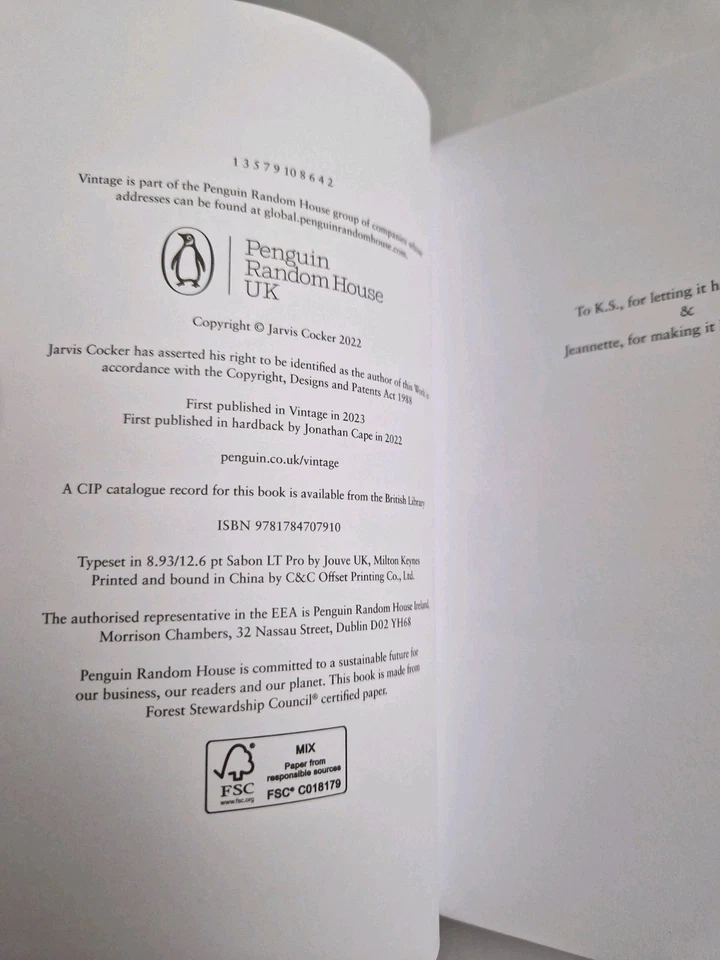 1 3 5 7 9 10 8 6 4 2
Vintage is part of the Penguin Random House group of companies whose
addresses can be found at global.penguinrandomhouse.com.
Penguin
Random House
UK
Copyright © Jarvis Cocker 2022
Jarvis Cocker has asserted his right to be identified as the author of this Work in
accordance with the Copyright, Designs and Patents Act 1988
First published in Vintage in 2023
First published in hardback by Jonathan Cape in 2022
penguin.co.uk/vintage
A CIP catalogue record for this book is available from the British Library
ISBN 9781784707910
Typeset in 8.93/12.6 pt Sabon LT Pro by Jouve UK, Milton Keynes
Printed and bound in China by C&C Offset Printing Co., Ltd.
The authorised representative in the EEA is Penguin Random House Ireland,
Morrison Chambers, 32 Nassau Street, Dublin D02 YH68
Penguin Random House is committed to a sustainable future for
our business, our readers and our planet. This book is made from
Forest Stewardship Council® certified paper.
FSC
www.fsc.org
MIX
Paper from
responsible sources
FSC® C018179
To K.S., for letting it h
&
Jeannette, for making it